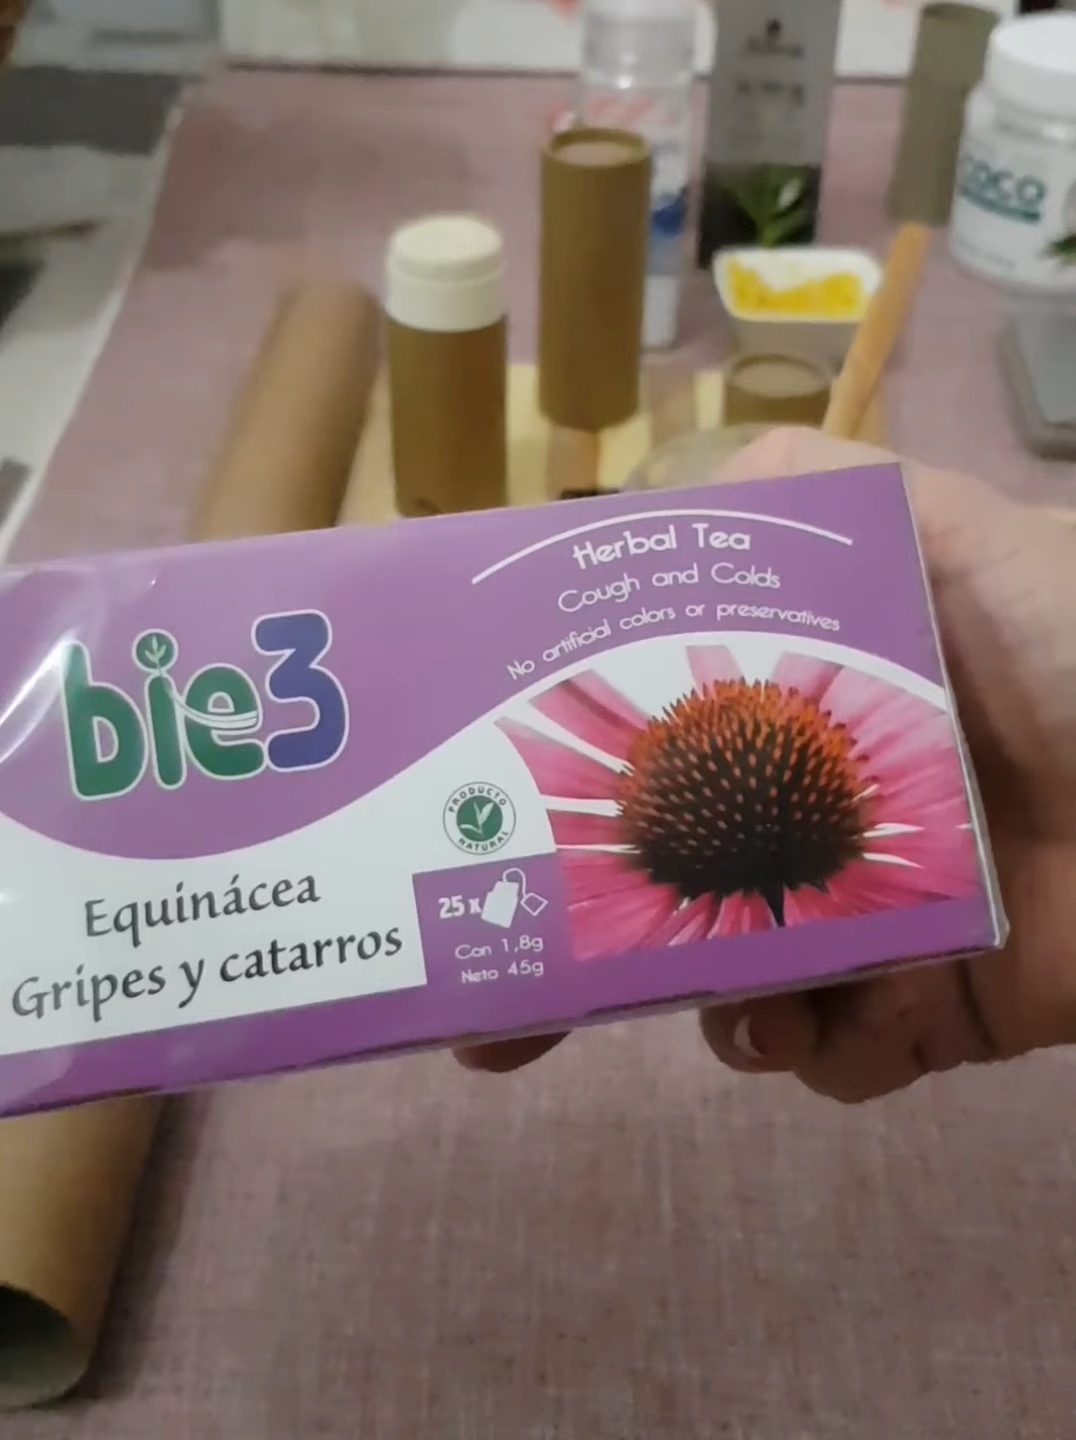 COCO
Herbal Tea
Cough and Colds
No artificial colors or preservatives
bie3
PRODUCTO
NATURAL
Equinácea
Gripes y catarros
25 x
Con 1,8g
Neto 45g